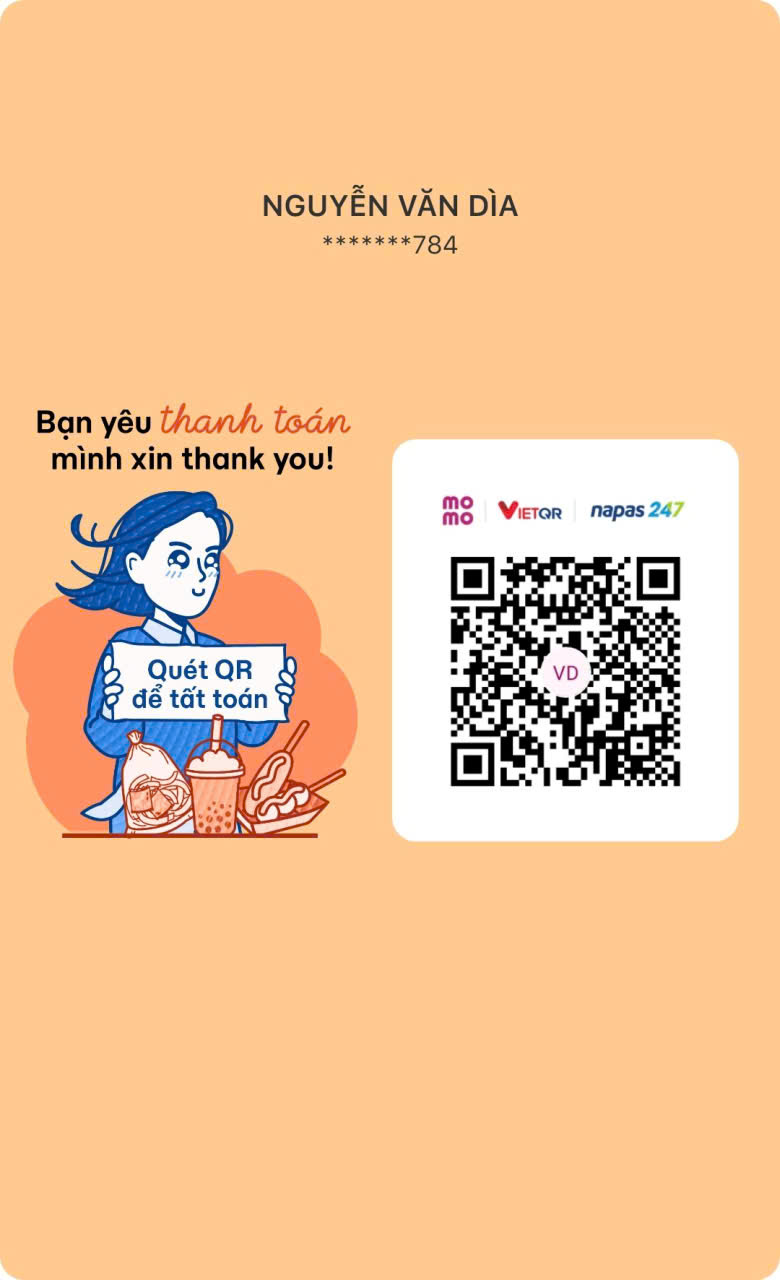 NGUYỄN VĂN DÌA
*******784
Bạn yêu thanh toán
mình xin thank you!
Quét QR
để tất toán
mo
mo
VIETQR
napas 247
VD